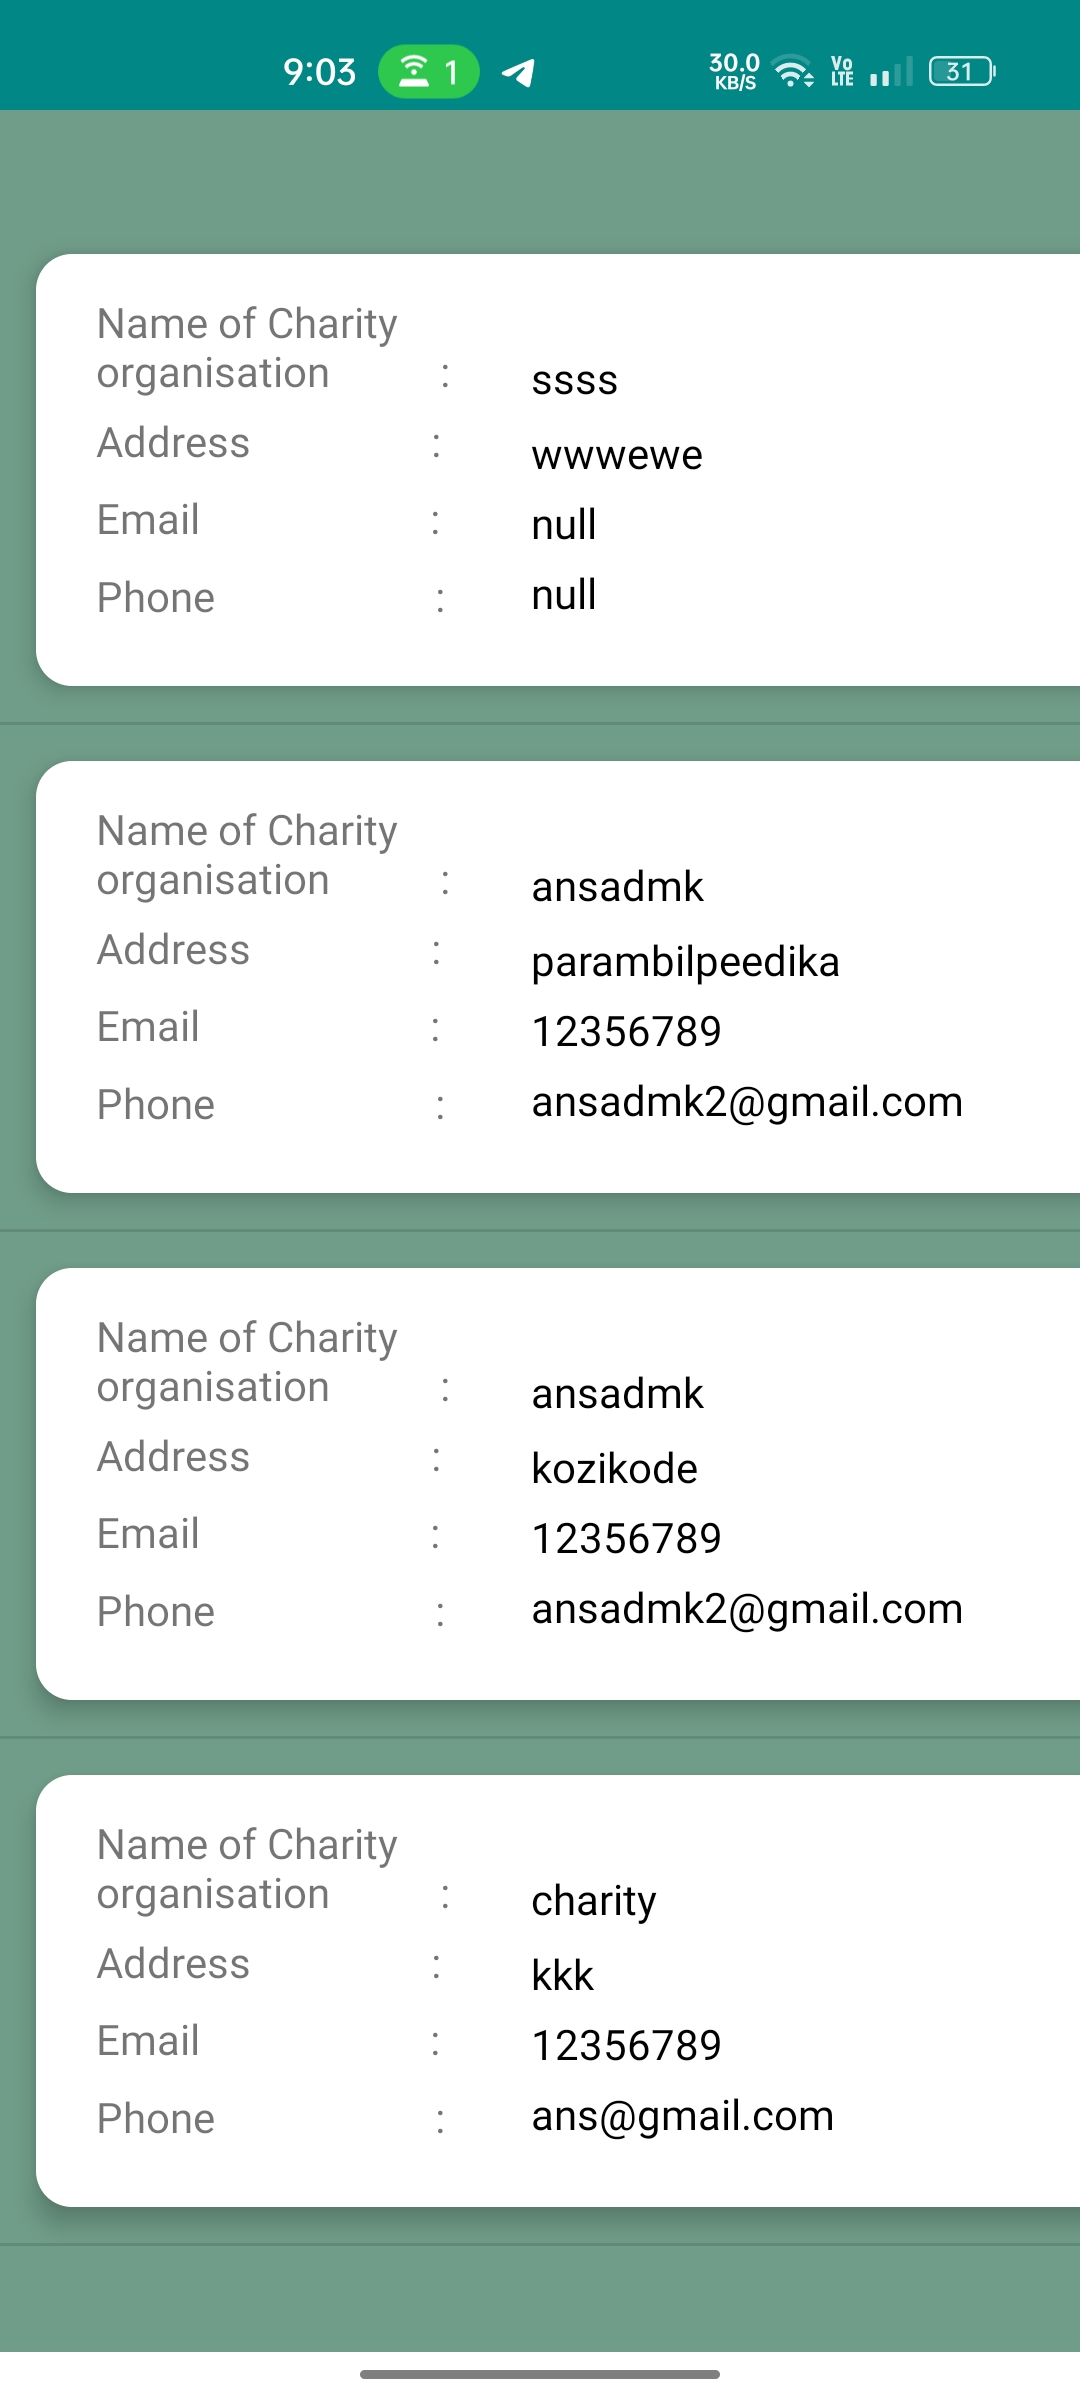 9:03 1 30.0 KB/S Vo LTE 31
Name of Charity
organisation : ssss
Address : wwwewe
Email : null
Phone : null
Name of Charity
organisation : ansadmk
Address : parambilpeedika
Email : 12356789
Phone : ansadmk2@gmail.com
Name of Charity
organisation : ansadmk
Address : kozikode
Email : 12356789
Phone : ansadmk2@gmail.com
Name of Charity
organisation : charity
Address : kkk
Email : 12356789
Phone : ans@gmail.com